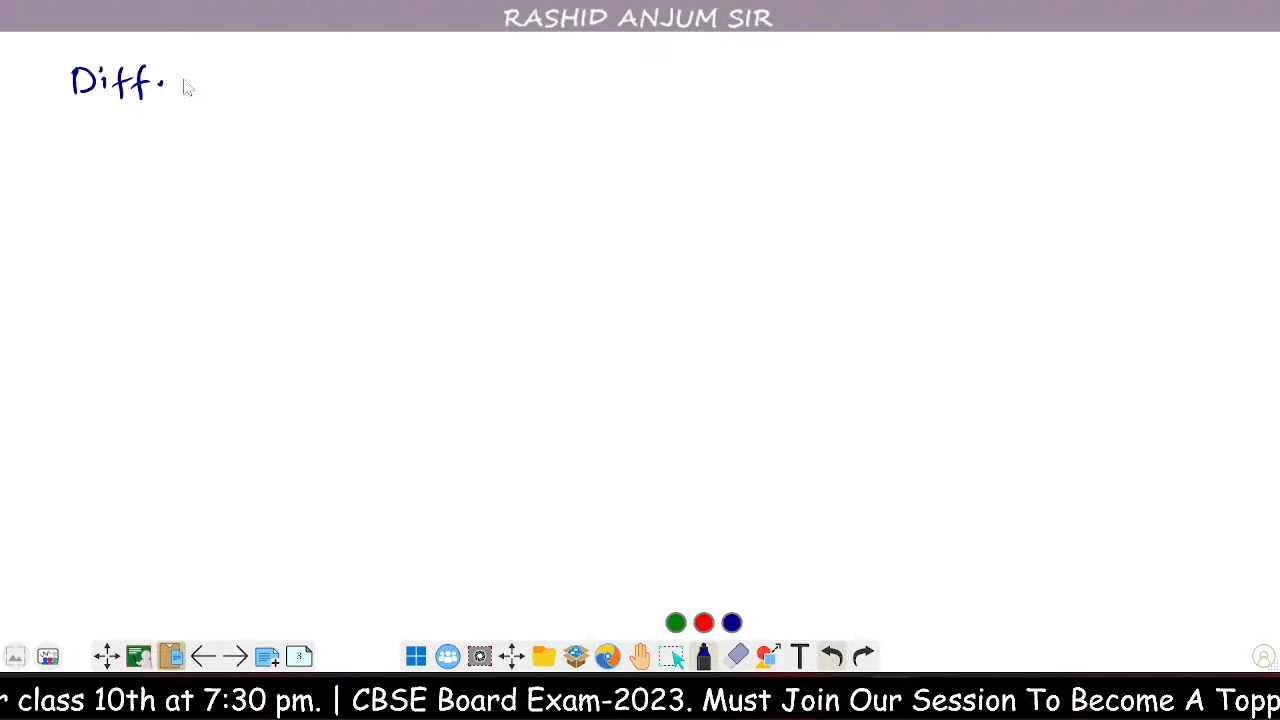 RASHID ANJUM SIR
Diff.
3
r class 10th at 7:30 pm. | CBSE Board Exam-2023. Must Join Our Session To Become A Topp